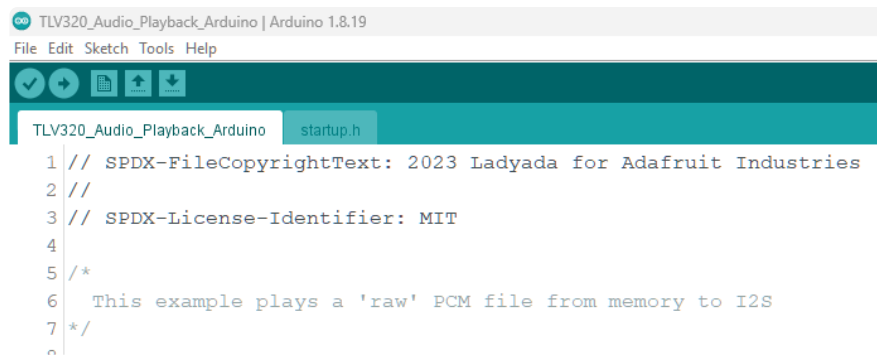 TLV320_Audio_Playback_Arduino | Arduino 1.8.19
File Edit Sketch Tools Help
TLV320_Audio_Playback_Arduino startup.h
1 // SPDX-FileCopyrightText: 2023 Ladyada for Adafruit Industries
2 //
3 // SPDX-License-Identifier: MIT
4
5 /*
6 This example plays a 'raw' PCM file from memory to I2S
7 */